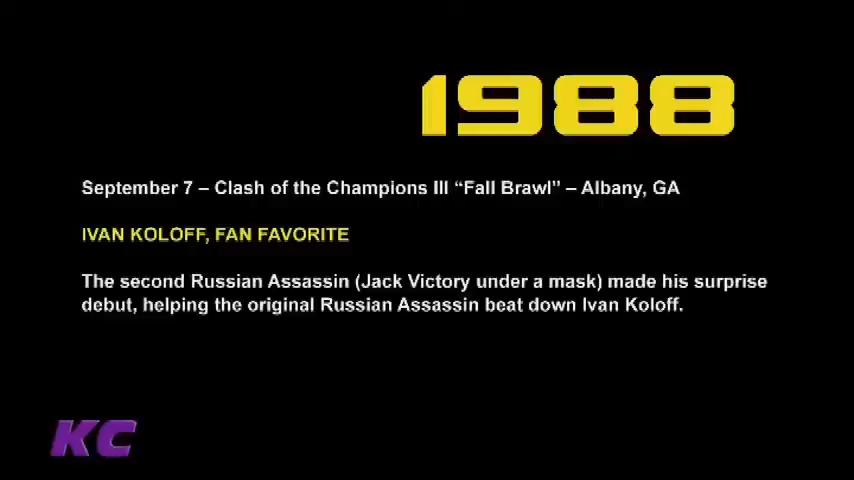 1988
September 7 – Clash of the Champions III “Fall Brawl” – Albany, GA
IVAN KOLOFF, FAN FAVORITE
The second Russian Assassin (Jack Victory under a mask) made his surprise
debut, helping the original Russian Assassin beat down Ivan Koloff.
KC